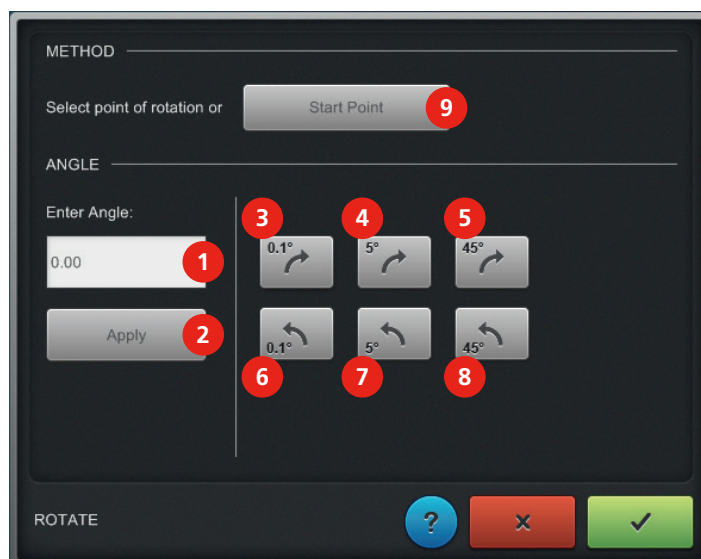 METHOD
Select point of rotation or
Start Point
9
ANGLE
Enter Angle:
3
4
5
0.1°
5°
45°
0.00
1
Apply
2
0.1°
5°
45°
6
7
8
ROTATE
?